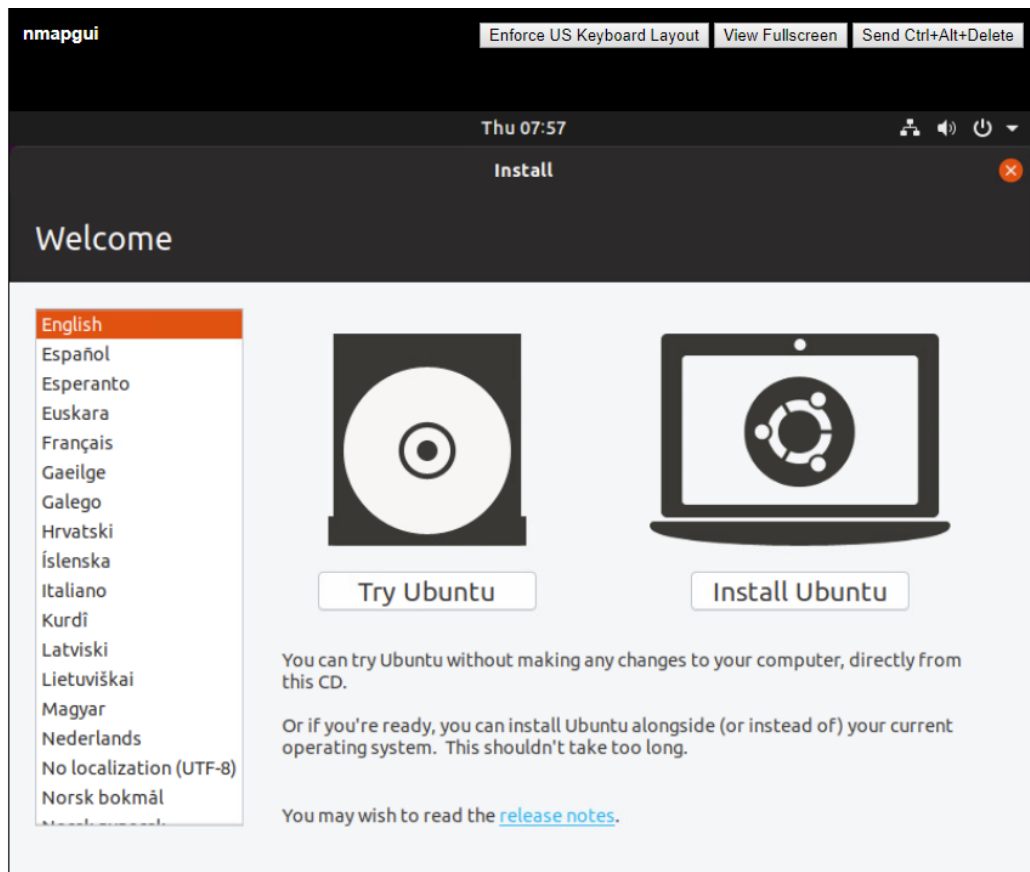 nmapgui
Enforce US Keyboard Layout
View Fullscreen
Send Ctrl+Alt+Delete
Thu 07:57
Install
Welcome
English
Español
Esperanto
Euskara
Français
Gaeilge
Galego
Hrvatski
Íslenska
Italiano
Kurdî
Latviski
Lietuviškai
Magyar
Nederlands
No localization (UTF-8)
Norsk bokmål
Try Ubuntu
Install Ubuntu
You can try Ubuntu without making any changes to your computer, directly from
this CD.
Or if you're ready, you can install Ubuntu alongside (or instead of) your current
operating system.  This shouldn't take too long.
You may wish to read the release notes.